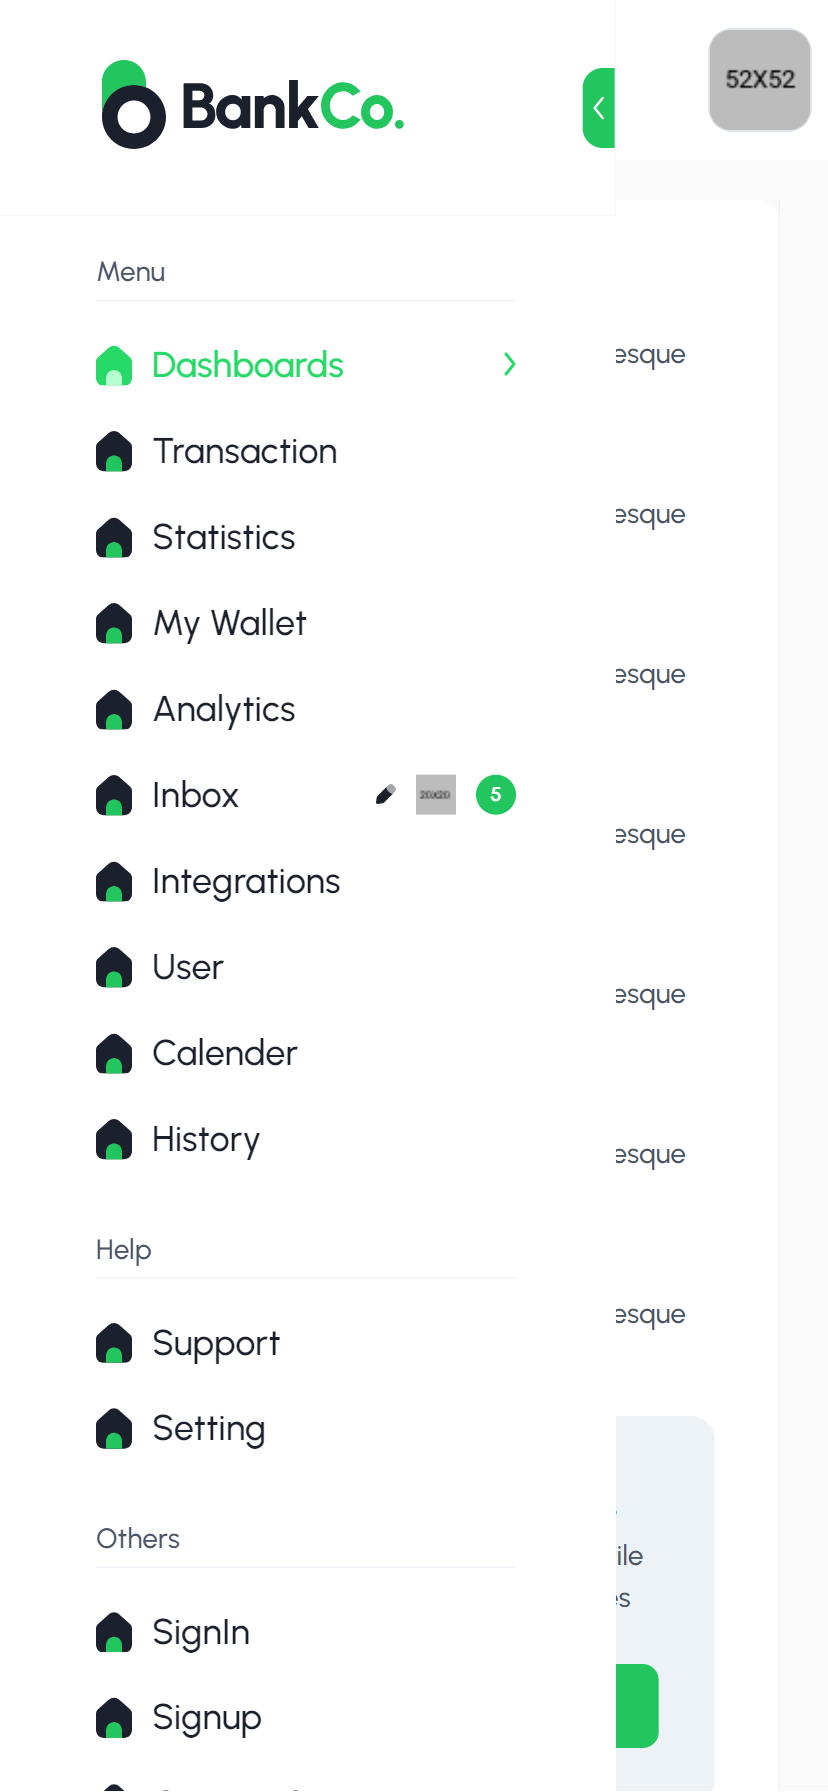 BankCo.
52X52
Menu
Dashboards
Transaction
Statistics
My Wallet
Analytics
Inbox 20X20 5
Integrations
User
Calender
History
Help
Support
Setting
Others
SignIn
Signup
esque
esque
esque
esque
esque
esque
esque
ile
es